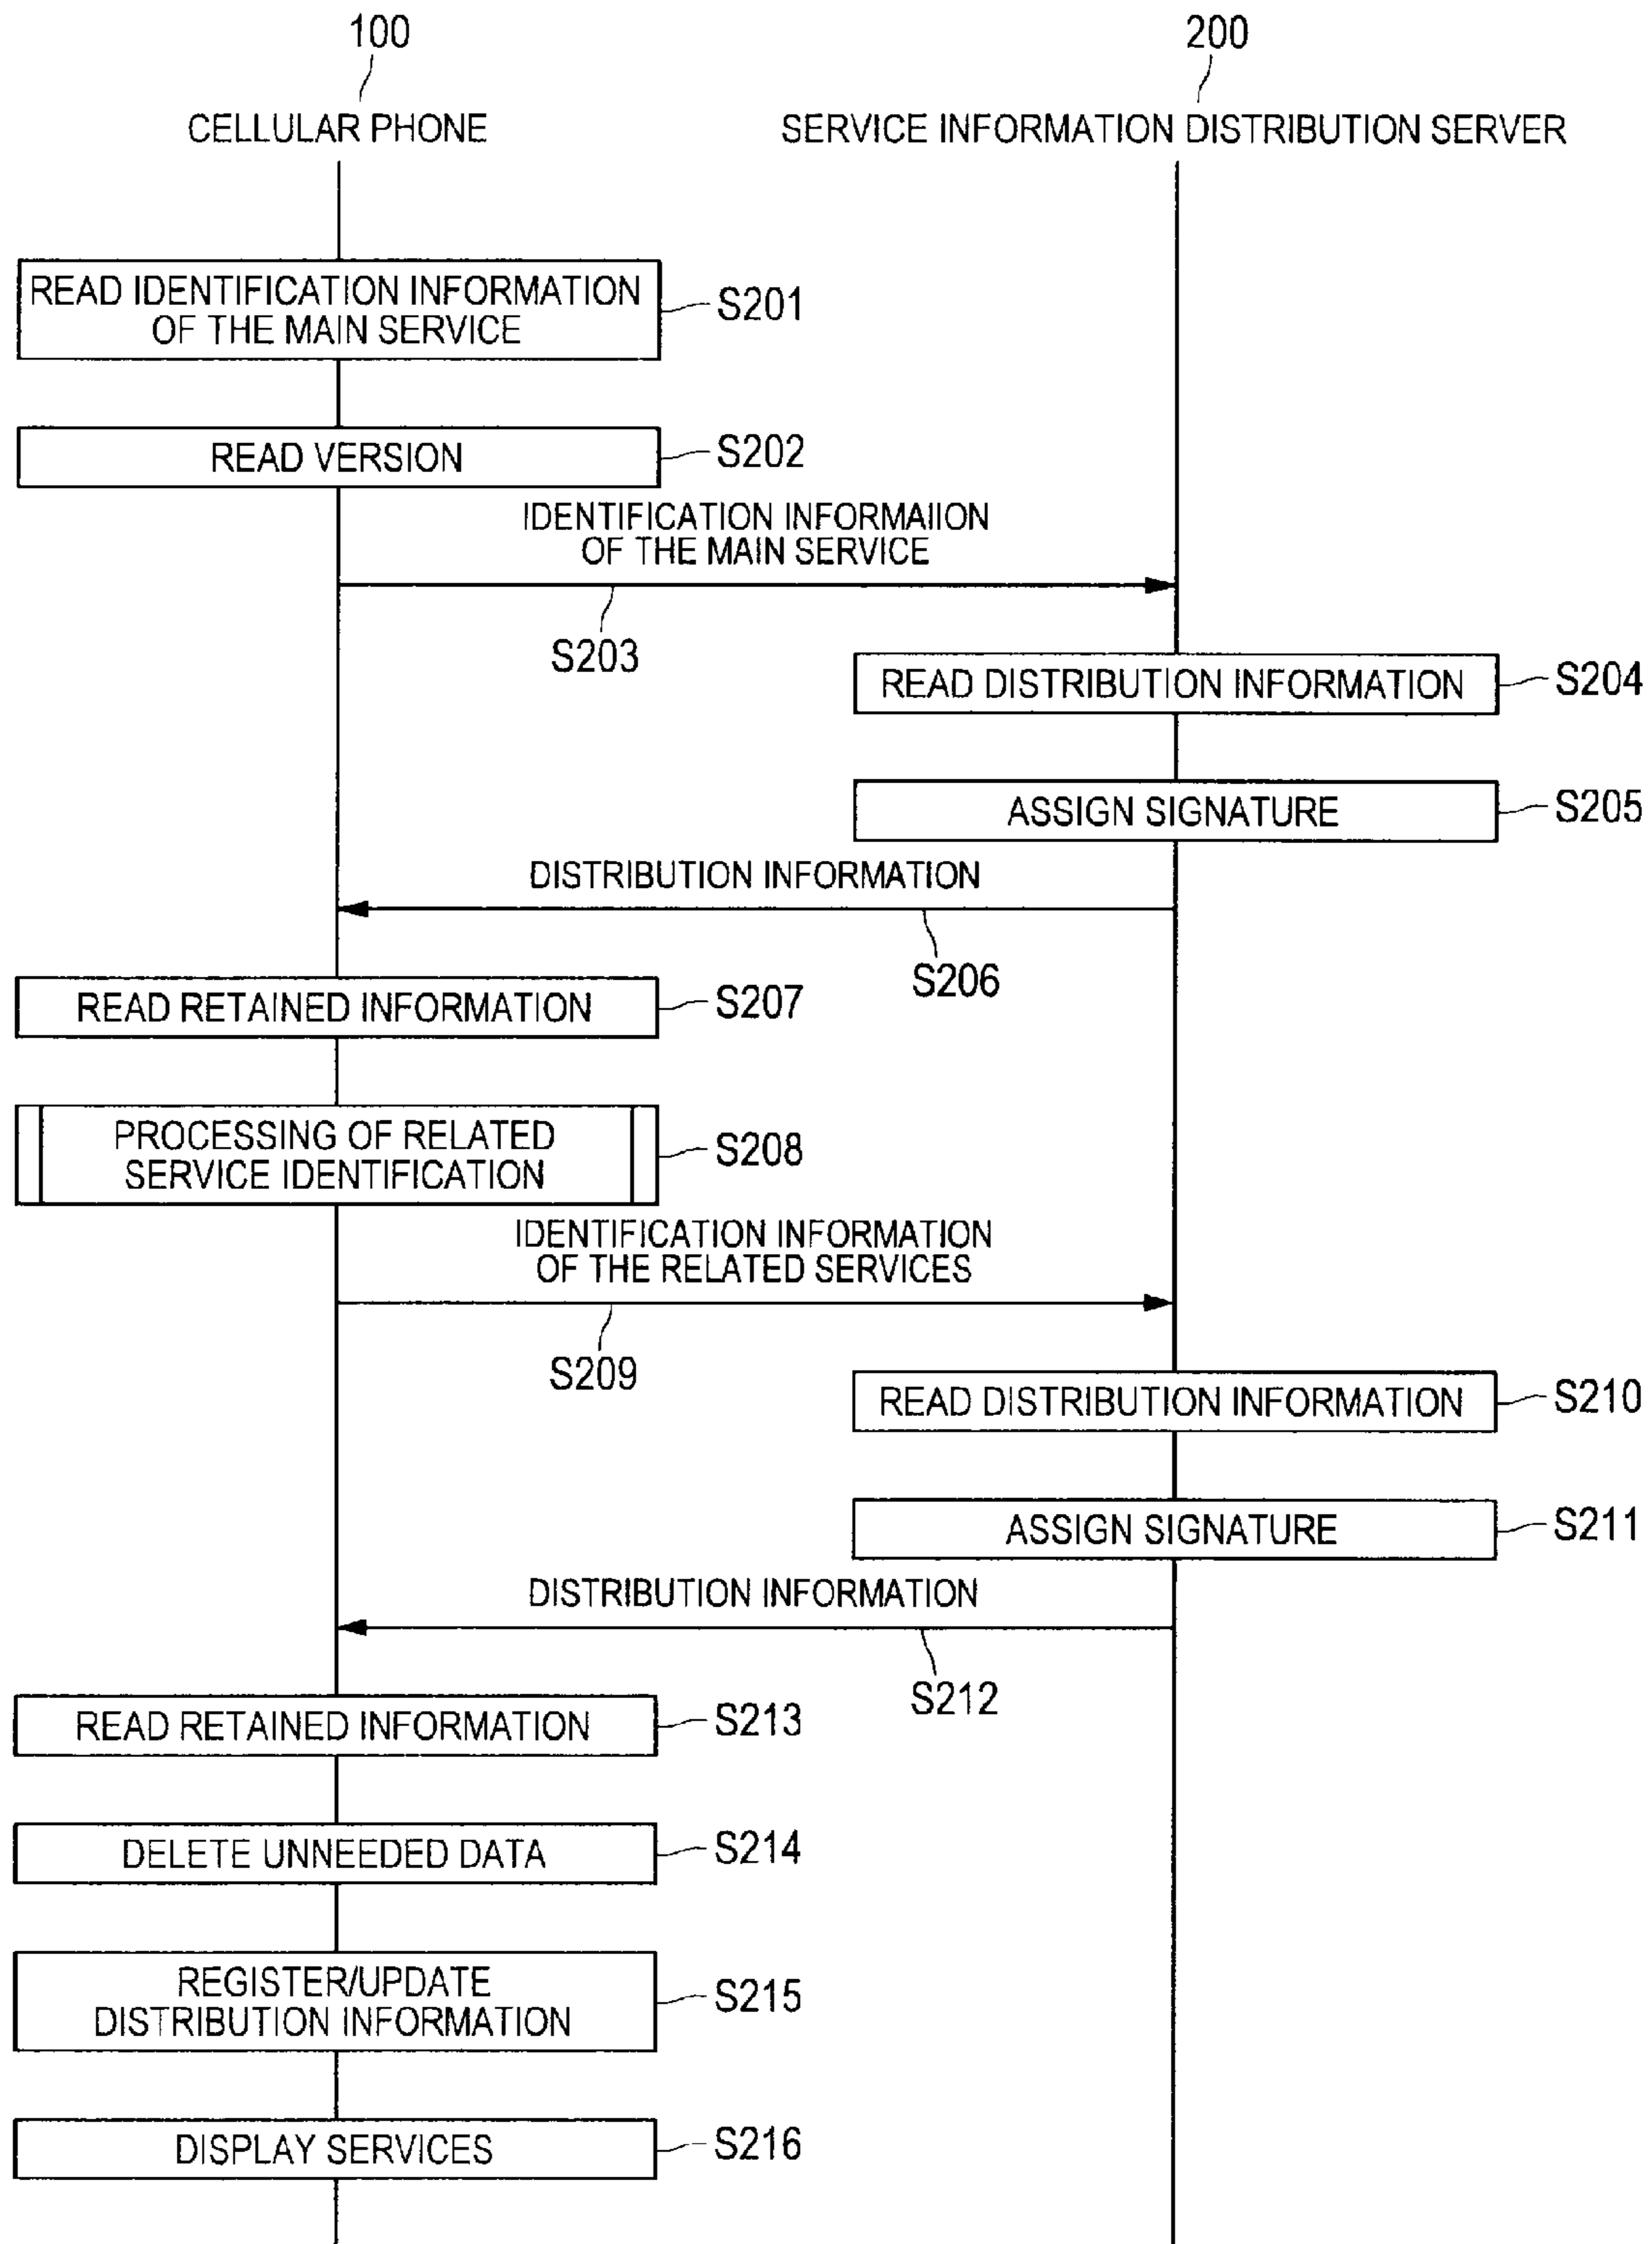 100
200
CELLULAR PHONE
SERVICE INFORMATION DISTRIBUTION SERVER
READ IDENTIFICATION INFORMATION
OF THE MAIN SERVICE
S201
READ VERSION
S202
IDENTIFICATION INFORMAIION
OF THE MAIN SERVICE
S203
READ DISTRIBUTION INFORMATION
S204
ASSIGN SIGNATURE
S205
DISTRIBUTION INFORMATION
S206
READ RETAINED INFORMATION
S207
PROCESSING OF RELATED
SERVICE IDENTIFICATION
S208
IDENTIFICATION INFORMATION
OF THE RELATED SERVICES
S209
READ DISTRIBUTION INFORMATION
S210
ASSIGN SIGNATURE
S211
DISTRIBUTION INFORMATION
S212
READ RETAINED INFORMATION
S213
DELETE UNNEEDED DATA
S214
REGISTER/UPDATE
DISTRIBUTION INFORMATION
S215
DISPLAY SERVICES
S216